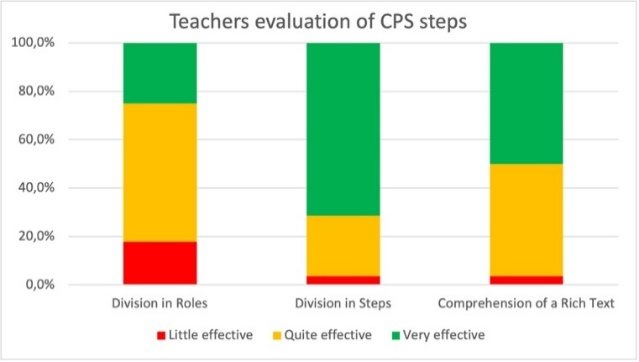 Teachers evaluation of CPS steps
100,0%
80,0%
60,0%
40,0%
20,0%
0,0%
Division in Roles Division in Steps Comprehension of a Rich Text
Little effective Quite effective Very effective